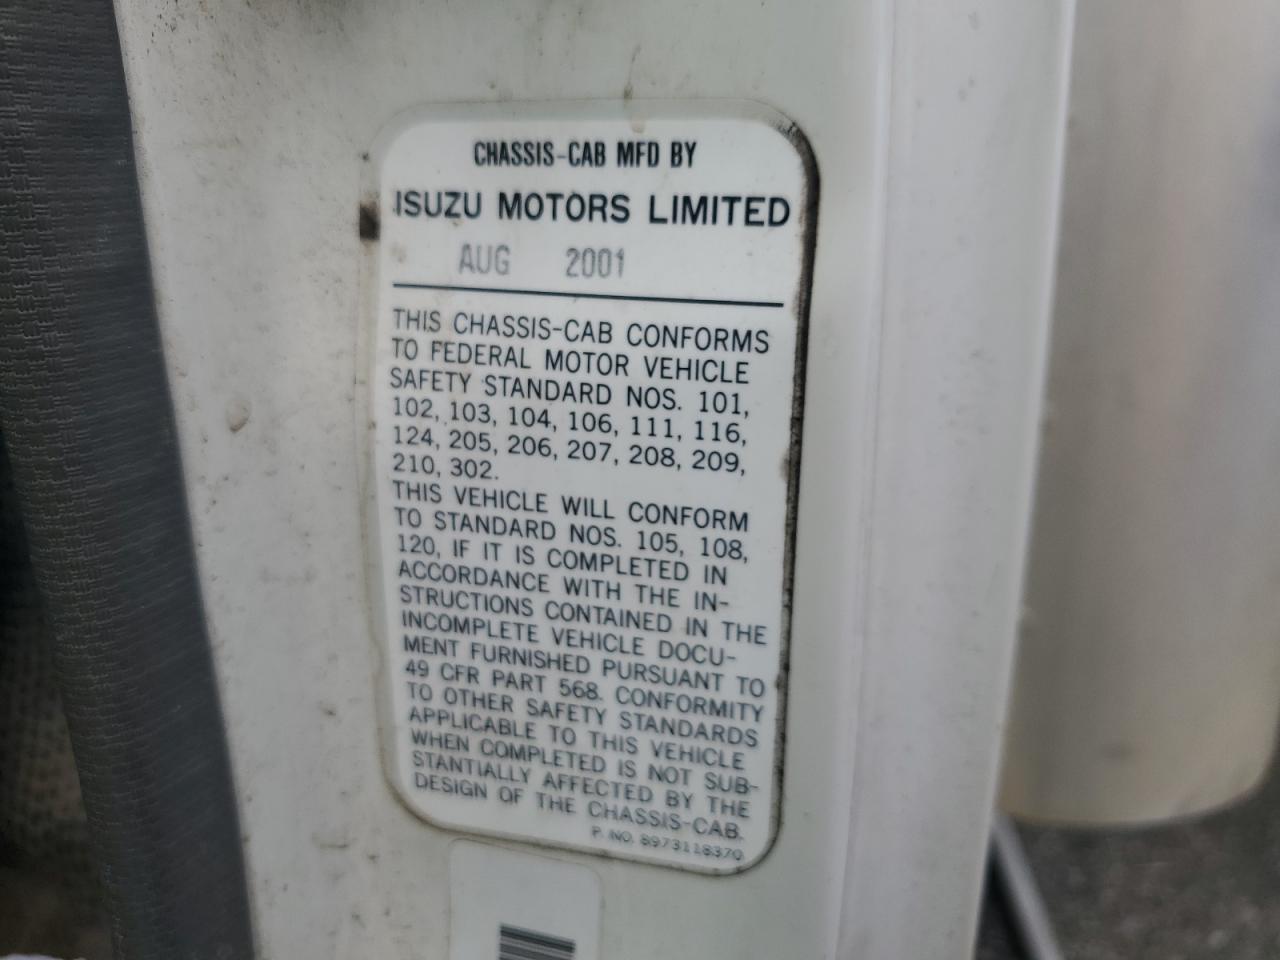 CHASSIS-CAB MFD BY
ISUZU MOTORS LIMITED
AUG 2001
THIS CHASSIS-CAB CONFORMS
TO FEDERAL MOTOR VEHICLE
SAFETY STANDARD NOS. 101,
102, 103, 104, 106, 111, 116,
124, 205, 206, 207, 208, 209,
210, 302.
THIS VEHICLE WILL CONFORM
TO STANDARD NOS. 105, 108,
120, IF IT IS COMPLETED IN
ACCORDANCE WITH THE IN-
STRUCTIONS CONTAINED IN THE
INCOMPLETE VEHICLE DOCU-
MENT FURNISHED PURSUANT TO
49 CFR PART 568. CONFORMITY
TO OTHER SAFETY STANDARDS
APPLICABLE TO THIS VEHICLE
WHEN COMPLETED IS NOT SUB-
STANTIALLY AFFECTED BY THE
DESIGN OF THE CHASSIS-CAB.
P. NO. 8973118370